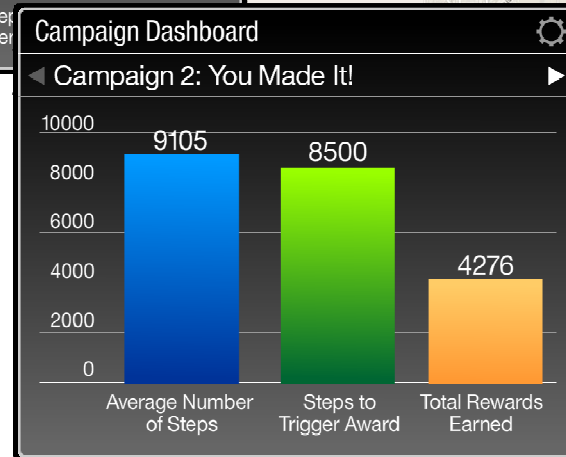 Campaign Dashboard
Campaign 2: You Made It!
10000
8000
6000
4000
2000
0
9105
8500
4276
Average Number
of Steps
Steps to
Trigger Award
Total Rewards
Earned